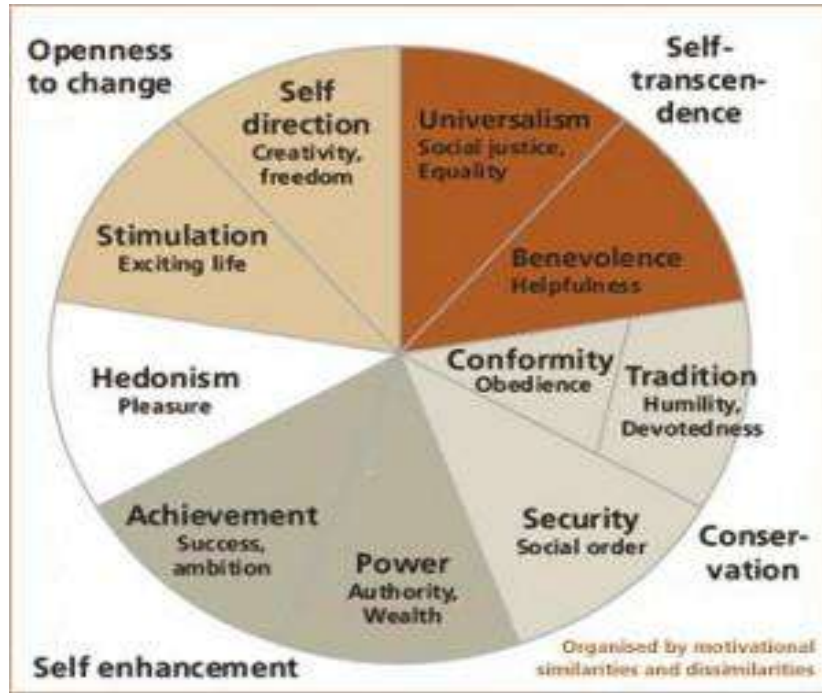 Openness
to change
Self-
transcen-
dence
Self
direction
Creativity,
freedom
Universalism
Social justice,
Equality
Stimulation
Exciting life
Benevolence
Helpfulness
Hedonism
Pleasure
Conformity
Obedience
Tradition
Humility,
Devotedness
Achievement
Success,
ambition
Power
Authority,
Wealth
Security
Social order
Conser-
vation
Self enhancement
Organised by motivational
similarities and dissimilarities